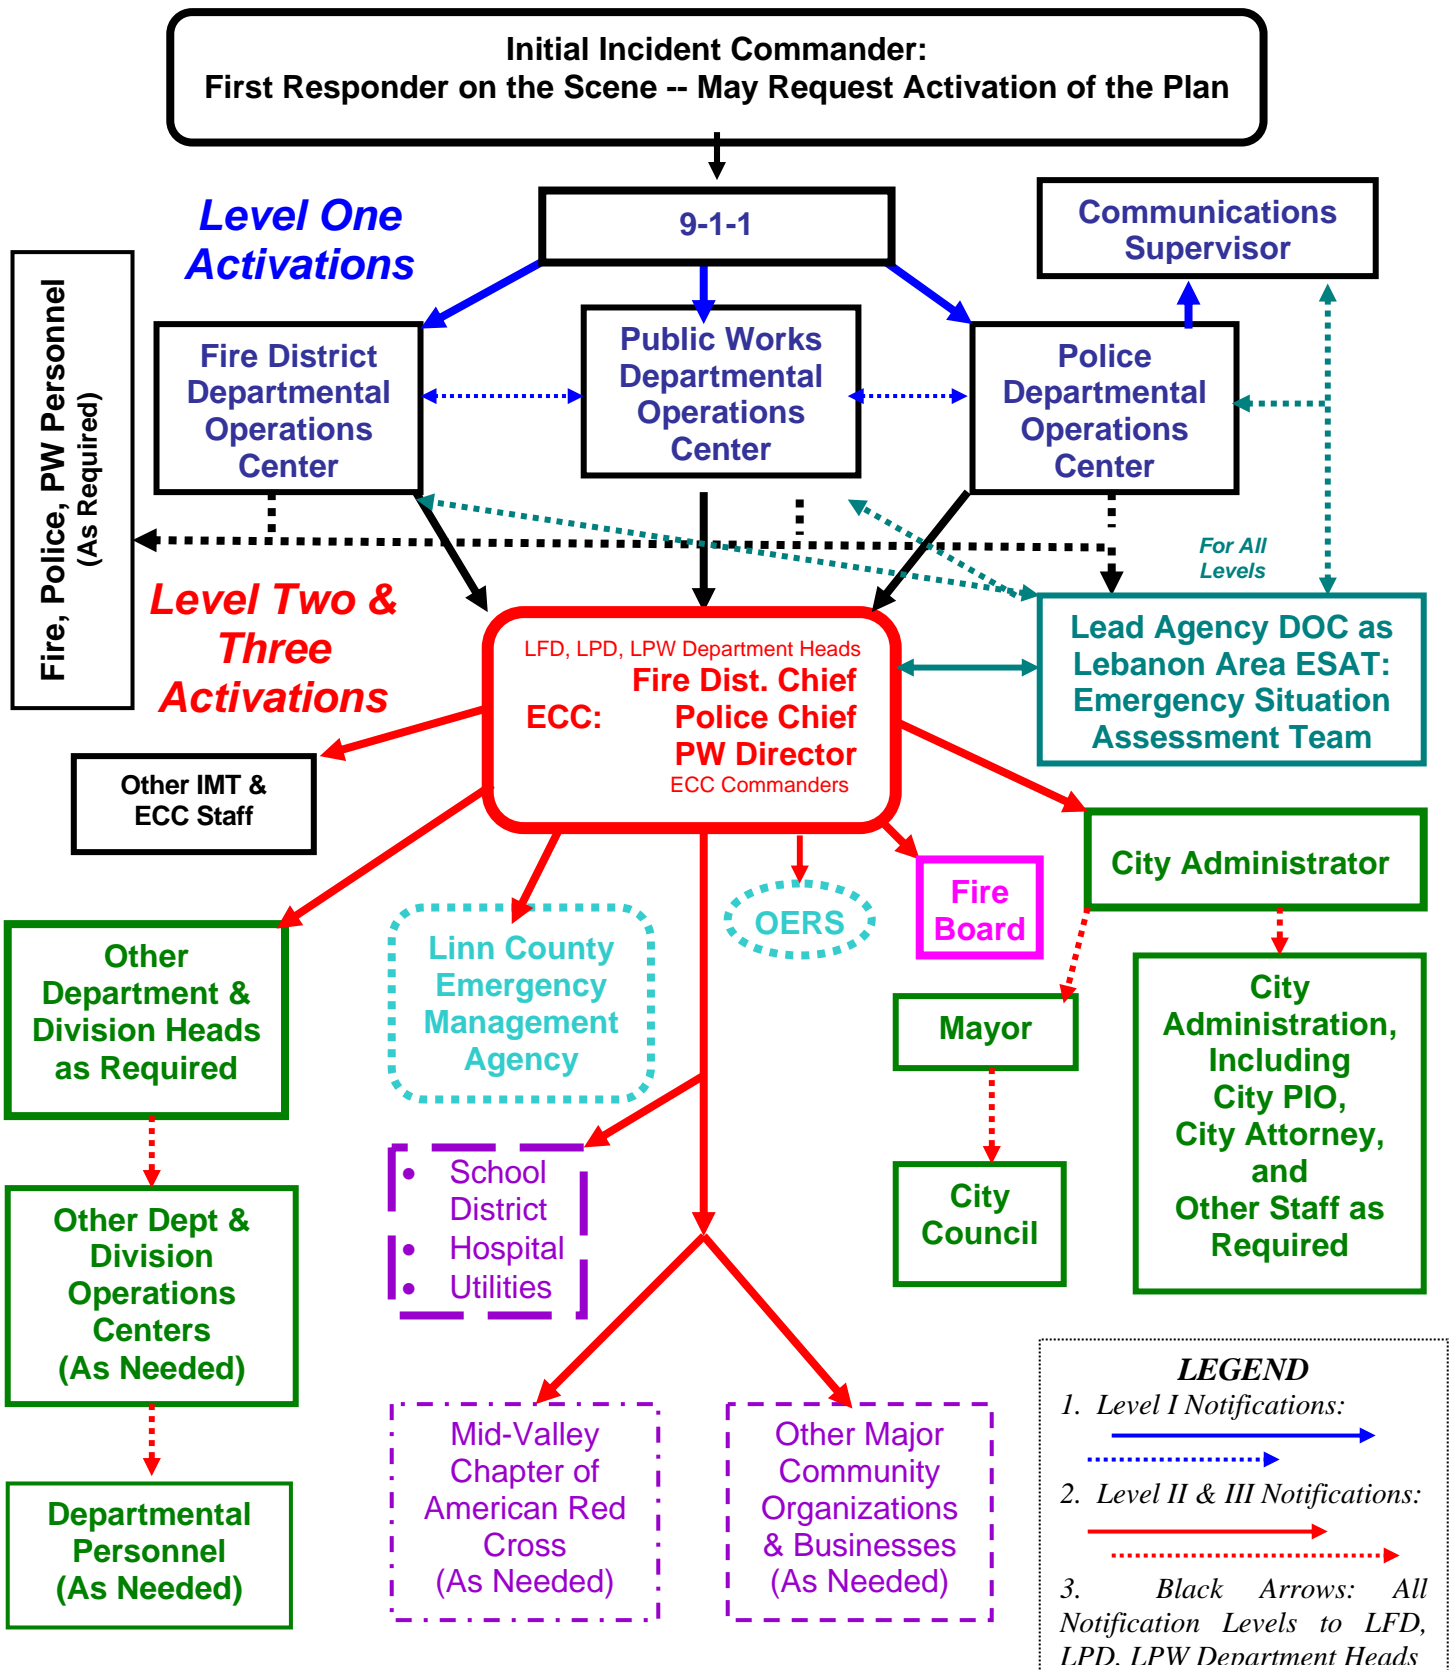 Initial Incident Commander:
First Responder on the Scene -- May Request Activation of the Plan
Level One
Activations
9-1-1
Communications
Supervisor
Fire, Police, PW Personnel
(As Required)
Fire District
Departmental
Operations
Center
Public Works
Departmental
Operations
Center
Police
Departmental
Operations
Center
For All
Levels
Level Two &
Three
Activations
LFD, LPD, LPW Department Heads
Fire Dist. Chief
ECC: Police Chief
PW Director
ECC Commanders
Lead Agency DOC as
Lebanon Area ESAT:
Emergency Situation
Assessment Team
Other IMT &
ECC Staff
City Administrator
Fire
Board
OERS
Linn County
Emergency
Management
Agency
Other
Department &
Division Heads
as Required
Mayor
City
Administration,
Including
City PIO,
City Attorney,
and
Other Staff as
Required
• School
District
• Hospital
• Utilities
City
Council
Other Dept &
Division
Operations
Centers
(As Needed)
Mid-Valley
Chapter of
American Red
Cross
(As Needed)
Other Major
Community
Organizations
& Businesses
(As Needed)
Departmental
Personnel
(As Needed)
LEGEND
1. Level I Notifications:
2. Level II & III Notifications:
3. Black Arrows: All
Notification Levels to LFD,
LPD, LPW Department Heads